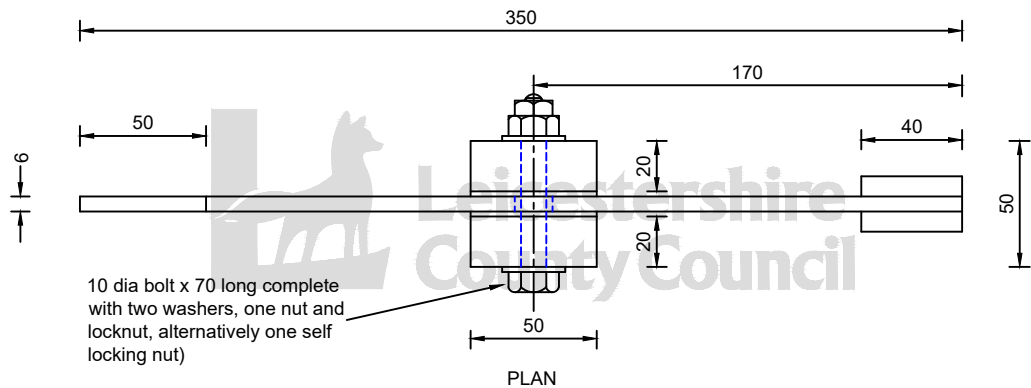 350
170
50
40
6
20
50
20
Leicestershire
County Council
10 dia bolt x 70 long complete
with two washers, one nut and
locknut, alternatively one self
locking nut)
50
PLAN